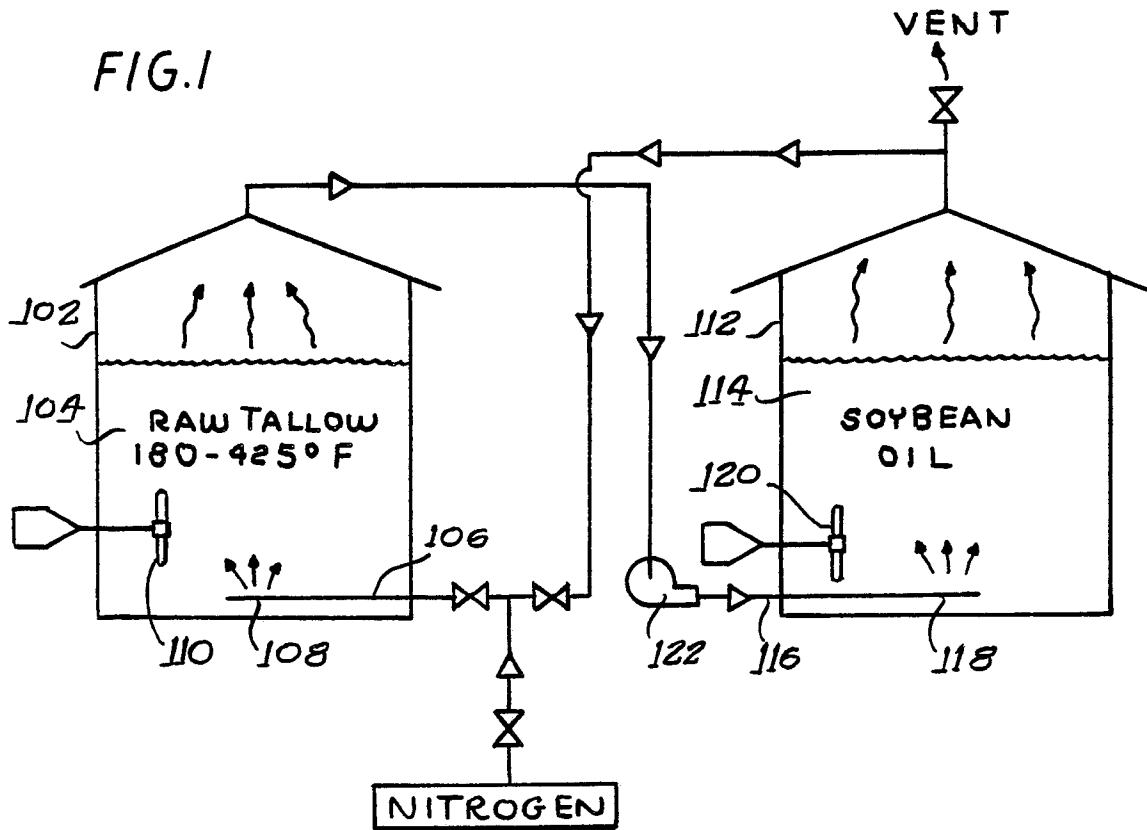 FIG.1
VENT
102
104
RAW TALLOW
180-425° F
106
110
108
112
114
SOYBEAN
OIL
120
122
116
118
NITROGEN